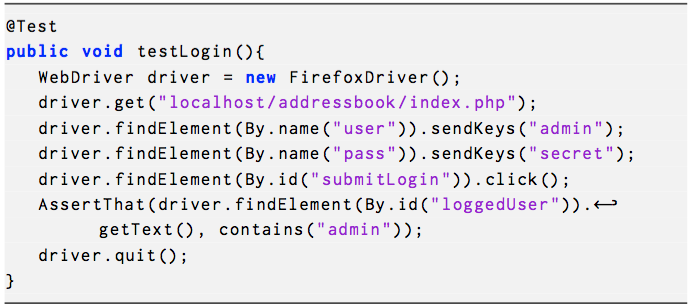 @Test
public void testLogin(){
WebDriver driver = new FirefoxDriver();
driver.get("localhost/addressbook/index.php");
driver.findElement(By.name("user")).sendKeys("admin");
driver.findElement(By.name("pass")).sendKeys("secret");
driver.findElement(By.id("submitLogin")).click();
AssertThat(driver.findElement(By.id("loggedUser")).↩
getText(), contains("admin"));
driver.quit();
}